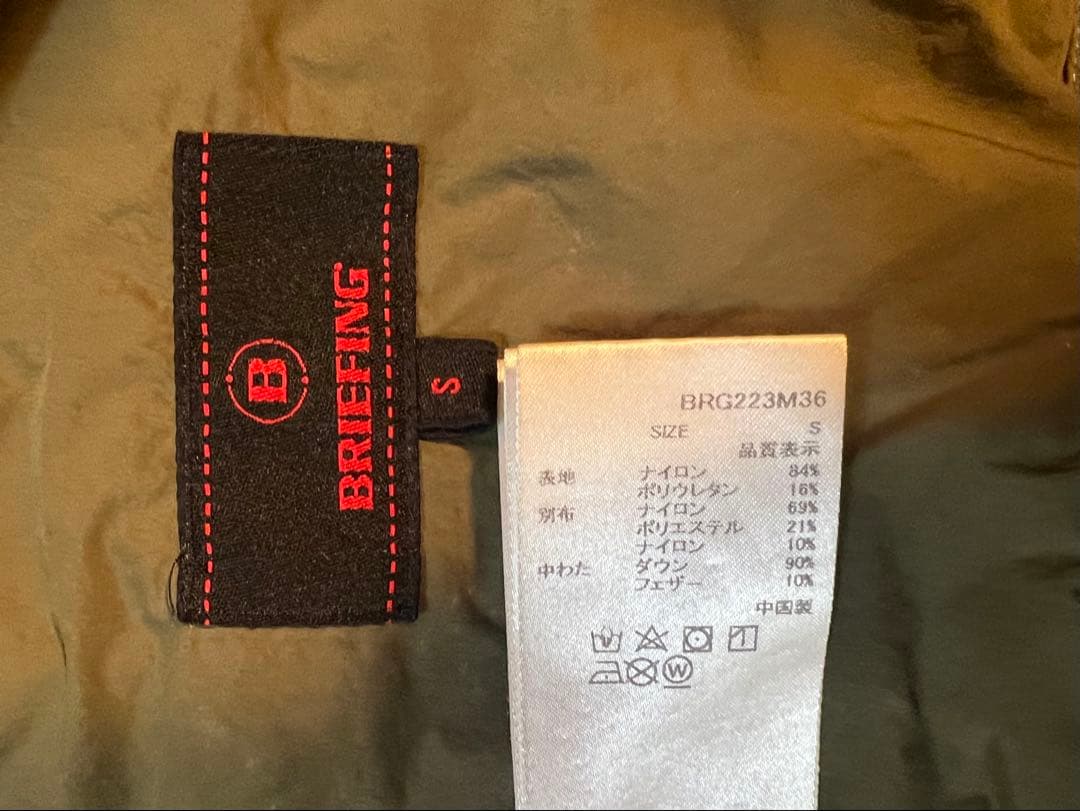 B
BRIEFING
S
BRG223M36
SIZE S
品質表示
表地 ナイロン 84%
ポリウレタン 16%
別布 ナイロン 69%
ポリエステル 21%
ナイロン 10%
中わた ダウン 90%
フェザー 10%
中国製
W